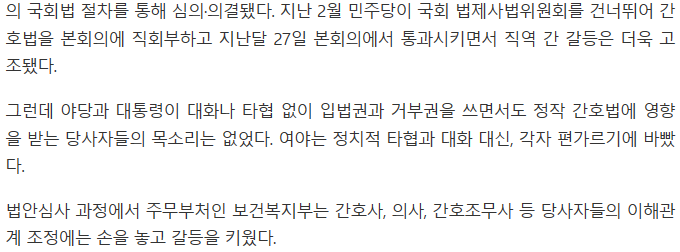 의 국회법 절차를 통해 심의·의결됐다. 지난 2월 민주당이 국회 법제사법위원회를 건너뛰어 간
호법을 본회의에 직회부하고 지난달 27일 본회의에서 통과시키면서 직역 간 갈등은 더욱 고
조됐다.
그런데 야당과 대통령이 대화나 타협 없이 입법권과 거부권을 쓰면서도 정작 간호법에 영향
을 받는 당사자들의 목소리는 없었다. 여야는 정치적 타협과 대화 대신, 각자 편가르기에 바빴
다.
법안심사 과정에서 주무부처인 보건복지부는 간호사, 의사, 간호조무사 등 당사자들의 이해관
계 조정에는 손을 놓고 갈등을 키웠다.